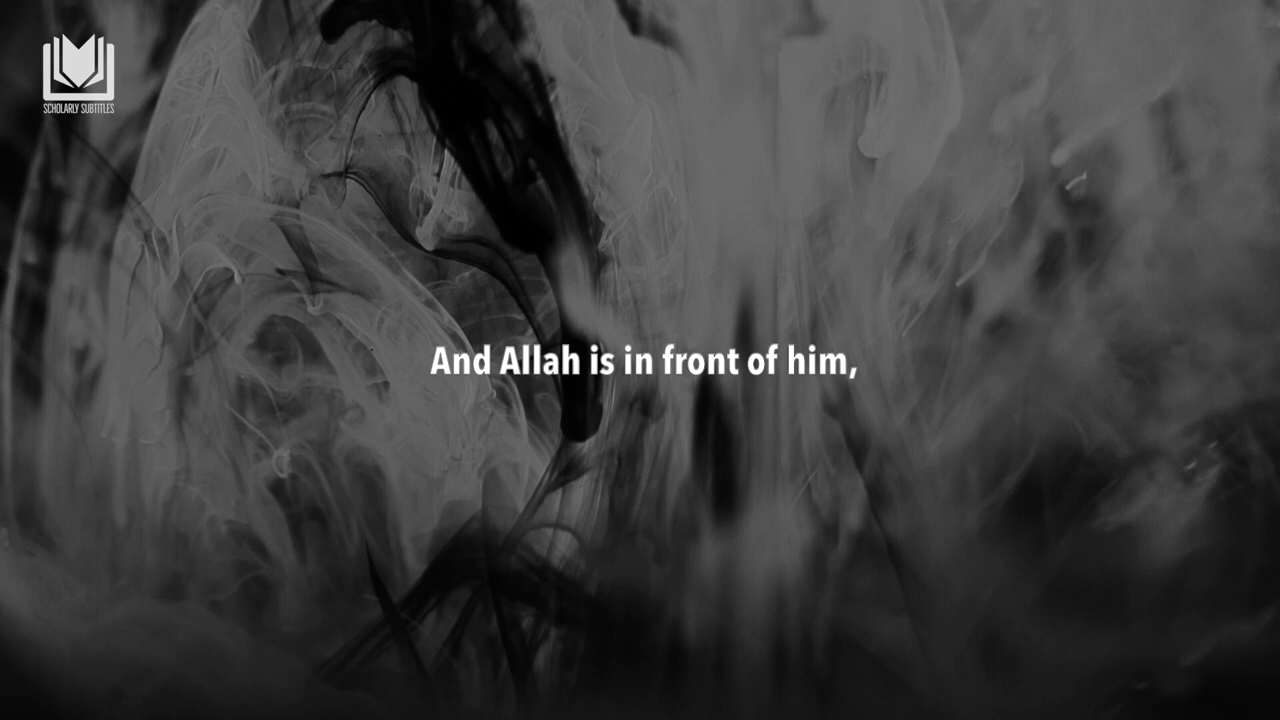 SCHOLARLY SUBTITLES
And Allah is in front of him,